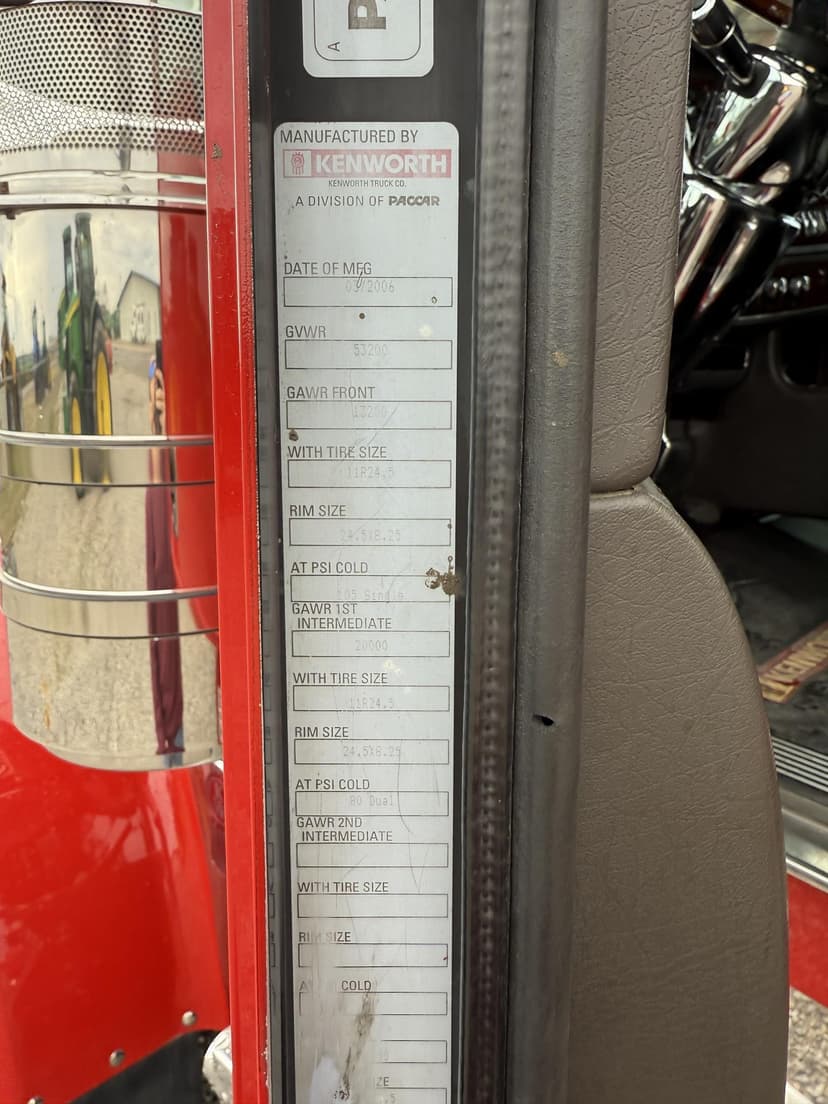 A
P
MANUFACTURED BY
KENWORTH
KENWORTH TRUCK CO.
A DIVISION OF PACCAR
DATE OF MFG
03/2006
GVWR
53200
GAWR FRONT
13200
WITH TIRE SIZE
11R24.5
RIM SIZE
24.5X8.25
AT PSI COLD
105 Single
GAWR 1ST
INTERMEDIATE
20000
WITH TIRE SIZE
11R24.5
RIM SIZE
24.5X8.25
AT PSI COLD
80 Dual
GAWR 2ND
INTERMEDIATE
WITH TIRE SIZE
RIM SIZE
COLD